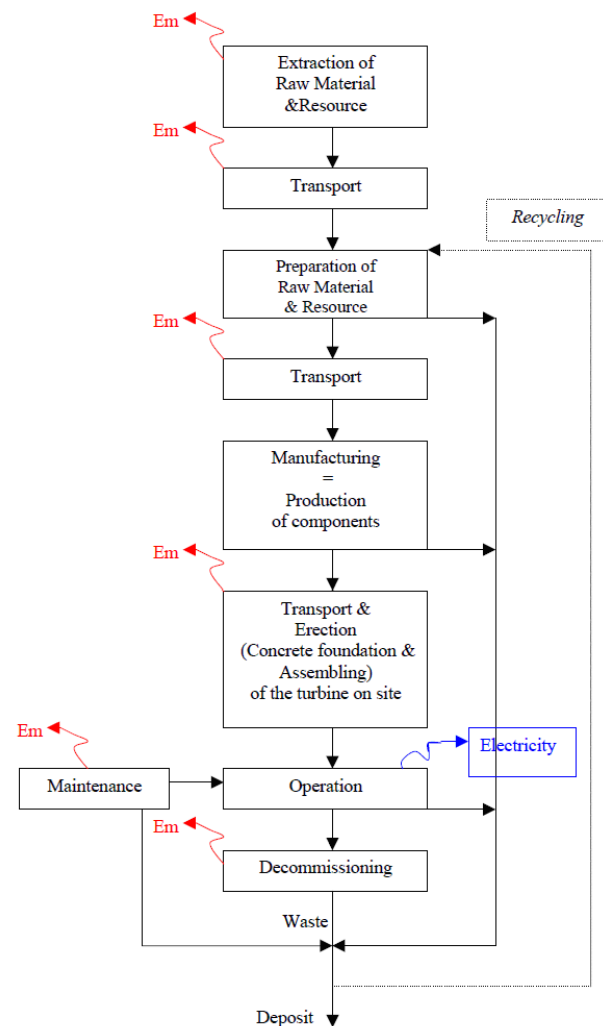 Em
Extraction of
Raw Material
&Resource
Em
Transport
Recycling
Preparation of
Raw Material
& Resource
Em
Transport
Manufacturing
=
Production
of components
Em
Transport &
Erection
(Concrete foundation &
Assembling)
of the turbine on site
Em
Electricity
Maintenance
Operation
Em
Decommissioning
Waste
Deposit